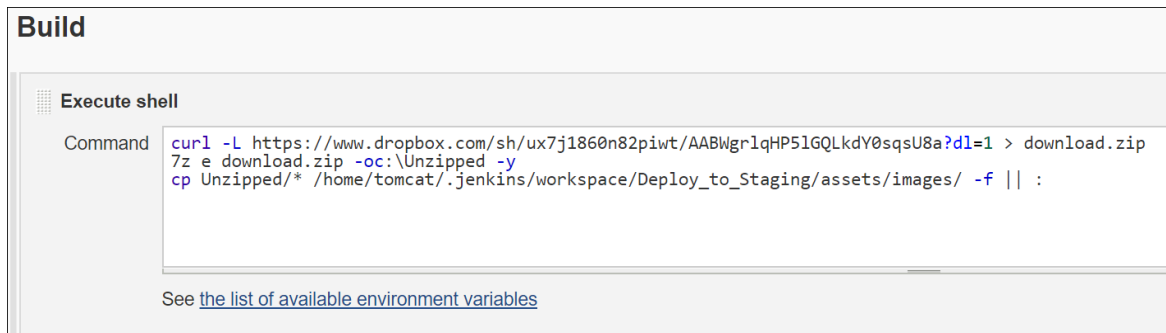 Build
Execute shell
Command
curl -L https://www.dropbox.com/sh/ux7j1860n82piwt/AABWgrlqHP5lGQLkdY0sqsU8a?dl=1 > download.zip
7z e download.zip -oc:\Unzipped -y
cp Unzipped/* /home/tomcat/.jenkins/workspace/Deploy_to_Staging/assets/images/ -f || :
See the list of available environment variables